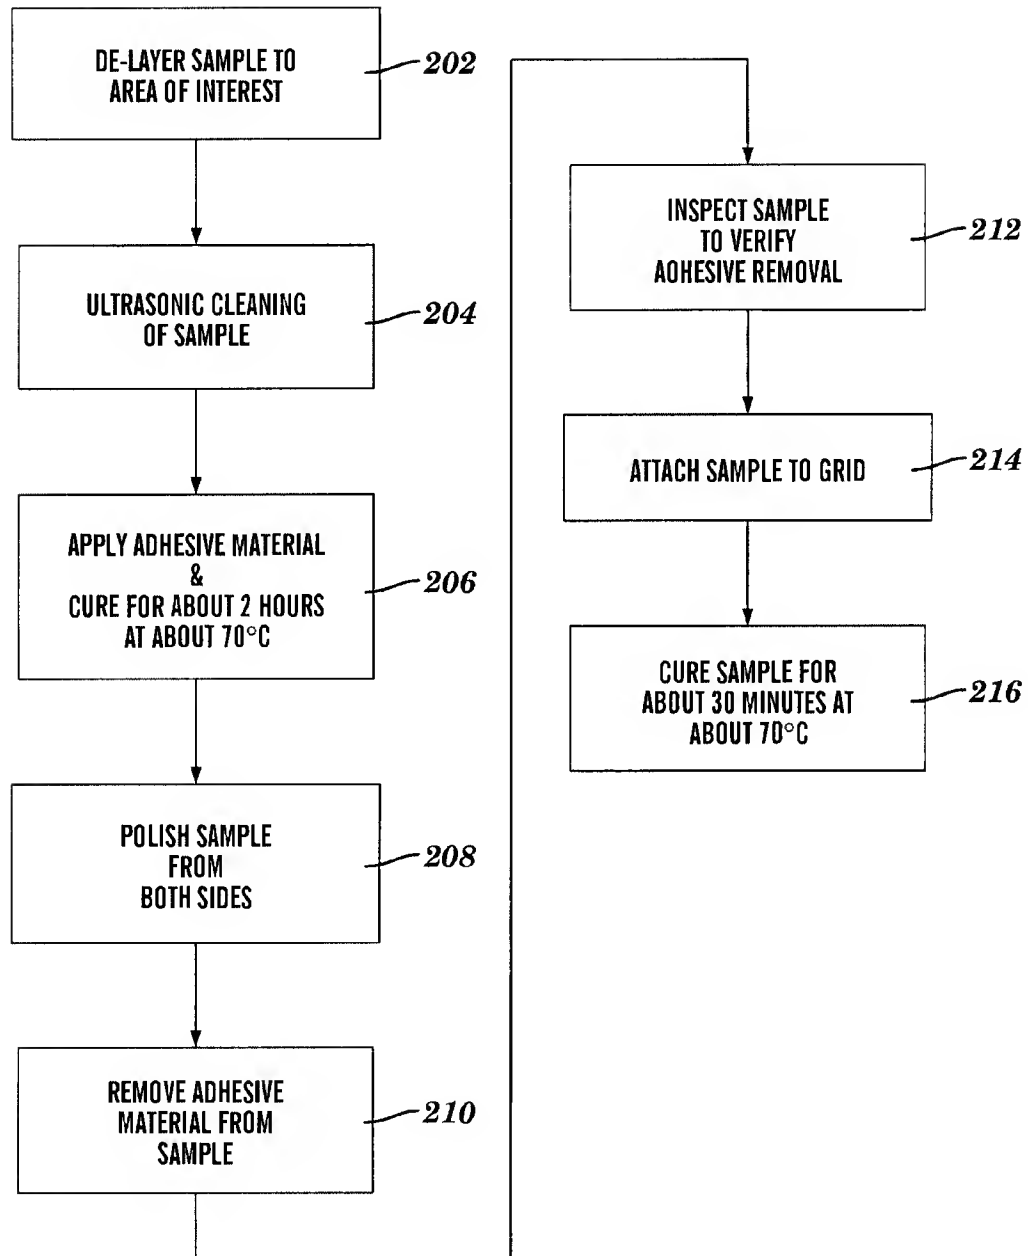 DE-LAYER SAMPLE TO
AREA OF INTEREST
202
ULTRASONIC CLEANING
OF SAMPLE
204
APPLY ADHESIVE MATERIAL
&
CURE FOR ABOUT 2 HOURS
AT ABOUT 70°C
206
POLISH SAMPLE
FROM
BOTH SIDES
208
REMOVE ADHESIVE
MATERIAL FROM
SAMPLE
210
INSPECT SAMPLE
TO VERIFY
AOHESIVE REMOVAL
212
ATTACH SAMPLE TO GRID
214
CURE SAMPLE FOR
ABOUT 30 MINUTES AT
ABOUT 70°C
216